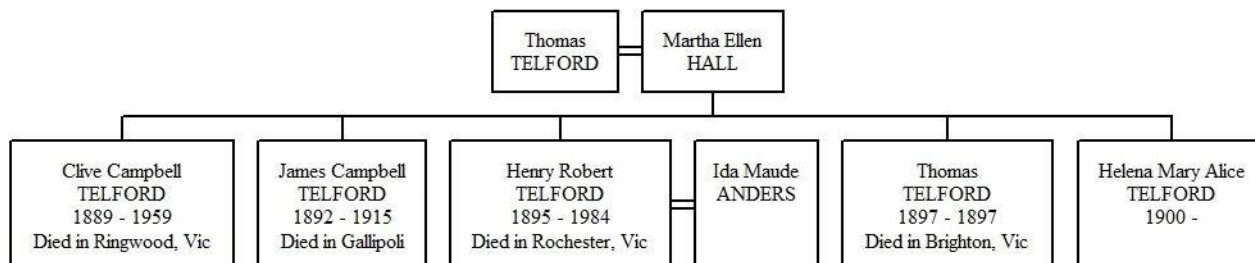 Thomas
TELFORD
Martha Ellen
HALL
Clive Campbell
TELFORD
1889 - 1959
Died in Ringwood, Vic
James Campbell
TELFORD
1892 - 1915
Died in Gallipoli
Henry Robert
TELFORD
1895 - 1984
Died in Rochester, Vic
Ida Maude
ANDERS
Thomas
TELFORD
1897 - 1897
Died in Brighton, Vic
Helena Mary Alice
TELFORD
1900 -